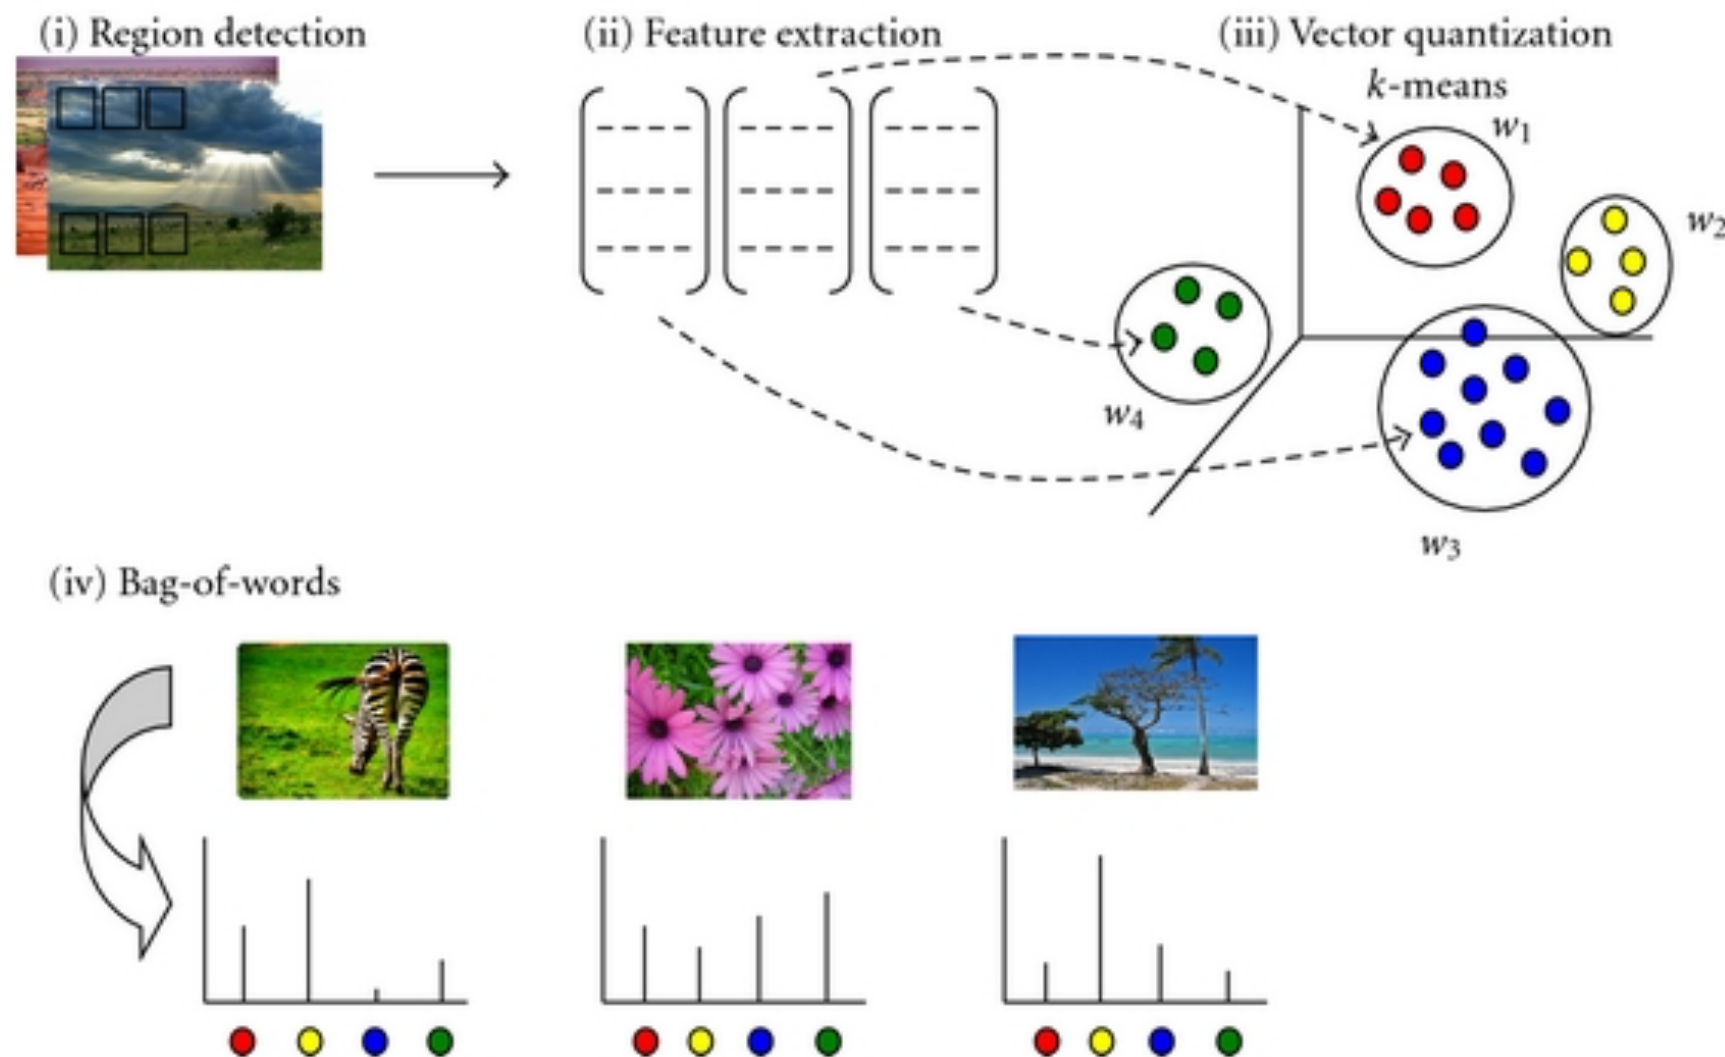 (i) Region detection
(ii) Feature extraction
(iii) Vector quantization
k-means
w₁
w₂
w₄
w₃
(iv) Bag-of-words